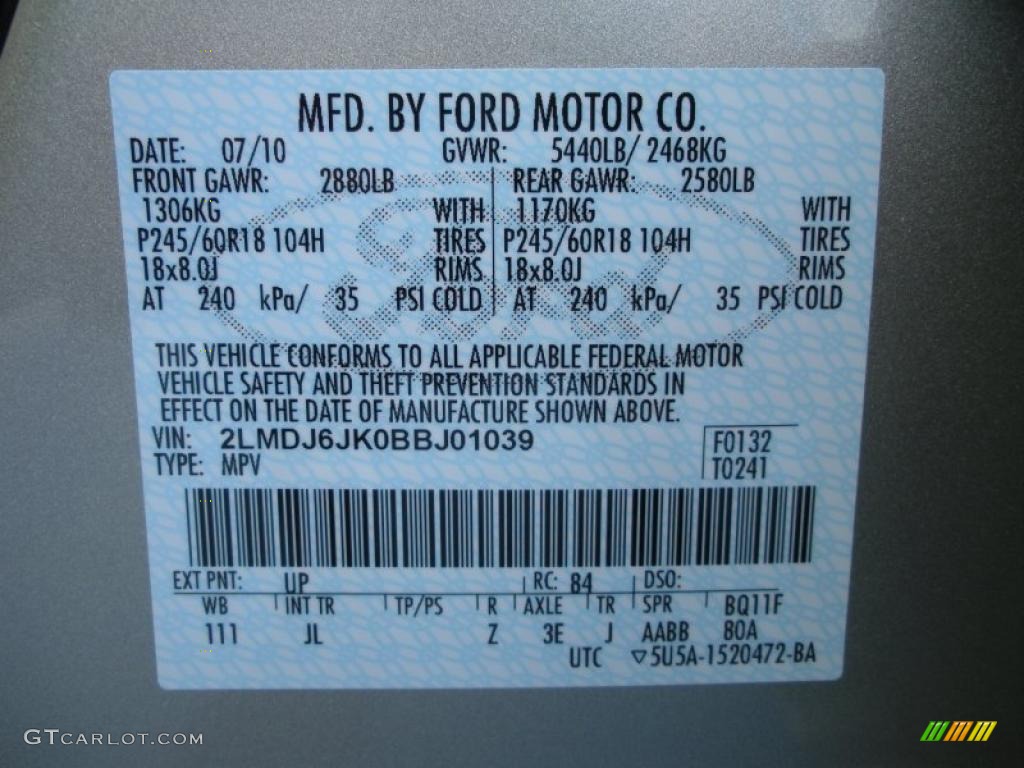 MFD. BY FORD MOTOR CO.
DATE: 07/10 GVWR: 5440LB/ 2468KG
FRONT GAWR: 2880LB REAR GAWR: 2580LB
1306KG WITH 1170KG WITH
P245/60R18 104H TIRES P245/60R18 104H TIRES
18x8.0J RIMS 18x8.0J RIMS
AT 240 kPa/ 35 PSI COLD AT 240 kPa/ 35 PSI COLD
THIS VEHICLE CONFORMS TO ALL APPLICABLE FEDERAL MOTOR
VEHICLE SAFETY AND THEFT PREVENTION STANDARDS IN
EFFECT ON THE DATE OF MANUFACTURE SHOWN ABOVE.
VIN: 2LMDJ6JK0BBJ01039 F0132
TYPE: MPV T0241
EXT PNT: UP RC: 84 DSO:
WB INT TR TP/PS R AXLE TR SPR BQ11F
111 JL Z 3E J AABB 80A
UTC ▽5U5A-1520472-BA
GTCARLOT.COM